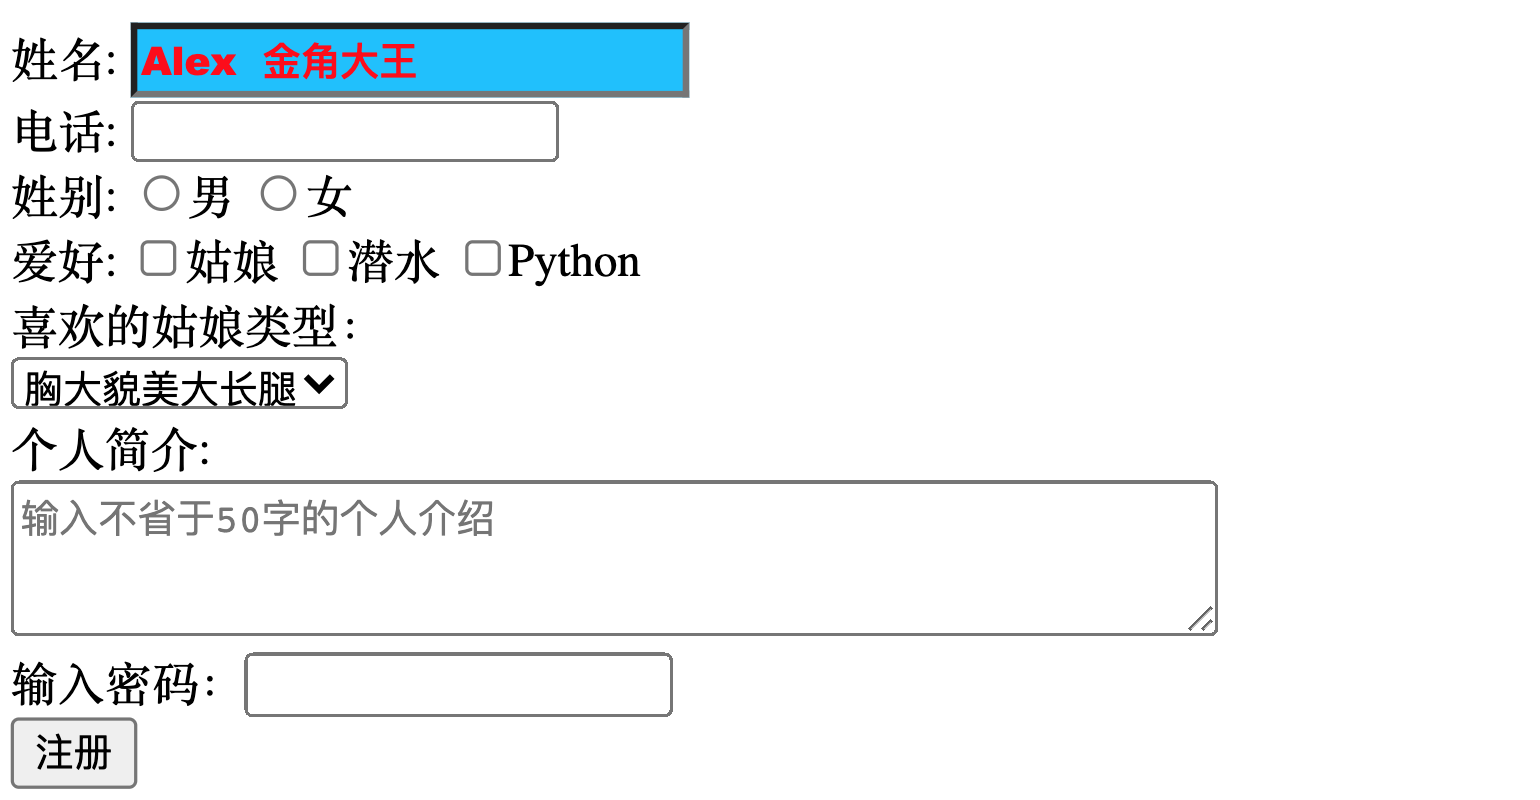 姓名: Alex 金角大王
电话:
姓别: 男 女
爱好: 姑娘 潜水 Python
喜欢的姑娘类型：
胸大貌美大长腿
个人简介:
输入不省于50字的个人介绍
输入密码：
注册